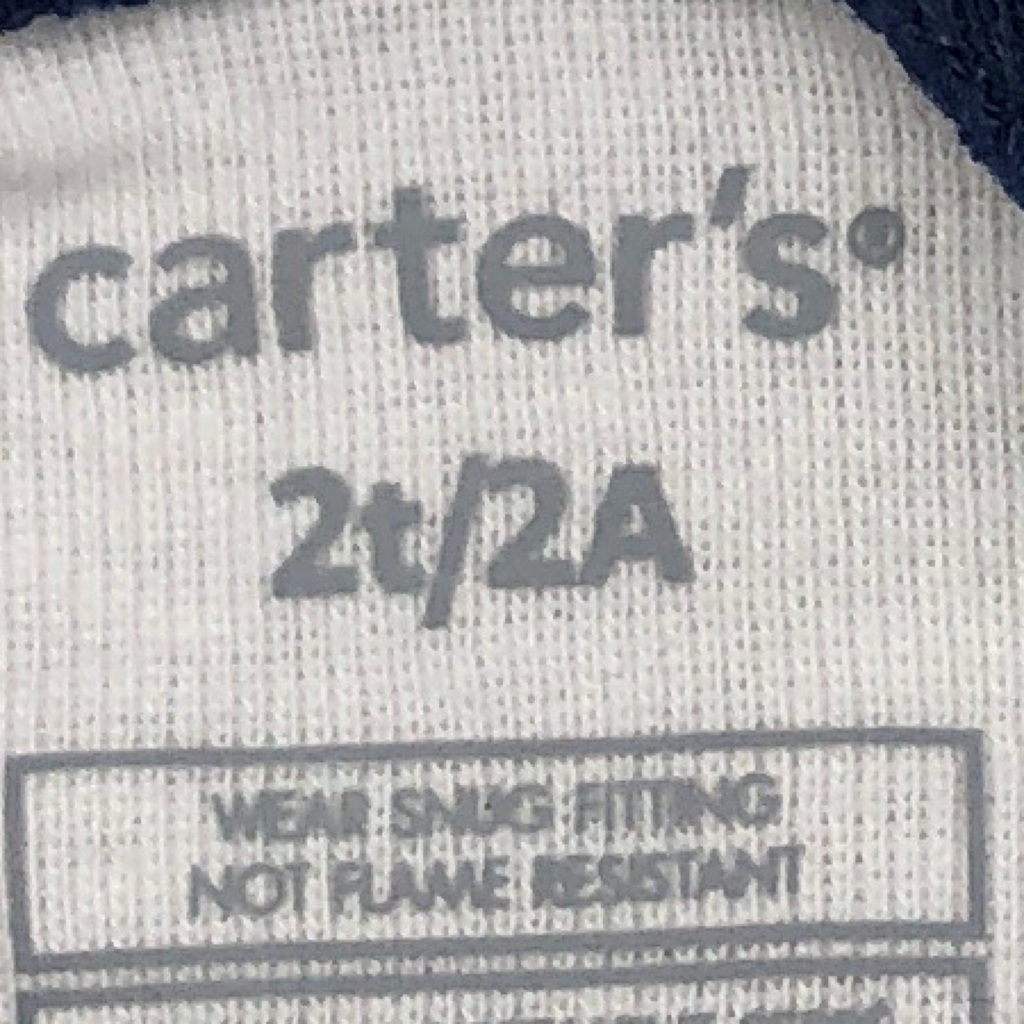 carter's®
2t/2A
WEAR SNUG FITTING
NOT FLAME RESISTANT